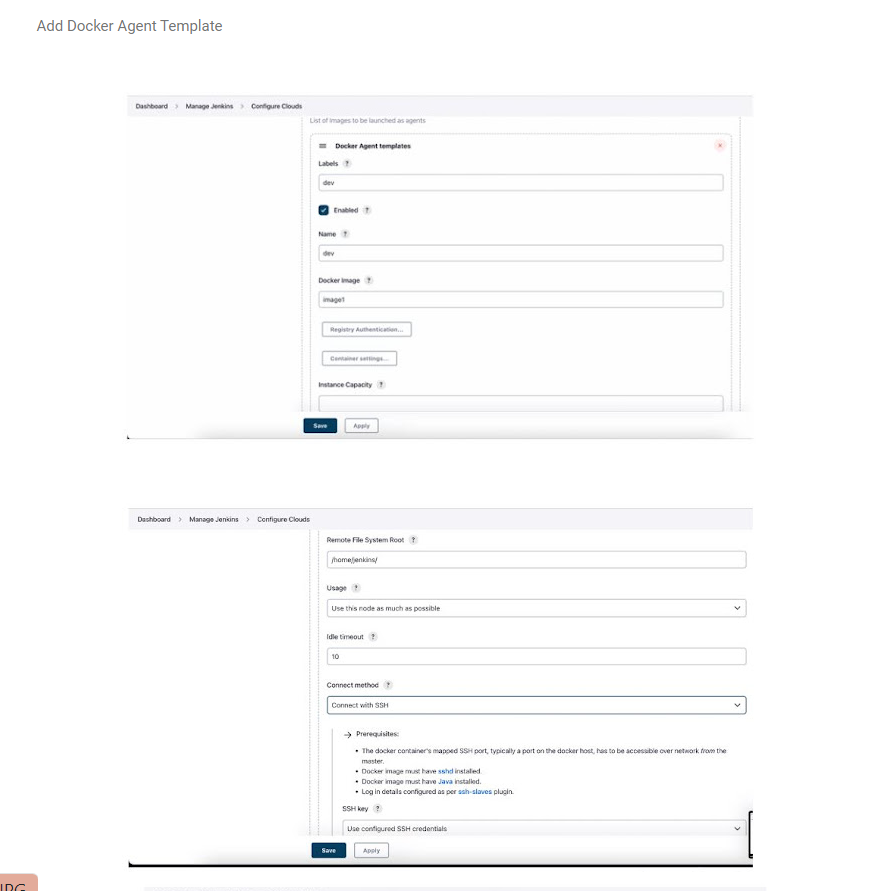 Add Docker Agent Template
Dashboard > Manage Jenkins > Configure Clouds
List of Images to be launched as agents
Docker Agent templates
x
Labels ?
dev
Enabled ?
Name ?
dev
Docker Image ?
image1
Registry Authentication...
Container settings...
Instance Capacity ?
Save Apply
Dashboard > Manage Jenkins > Configure Clouds
Remote File System Root ?
/home/jenkins/
Usage ?
Use this node as much as possible
Idle timeout ?
10
Connect method ?
Connect with SSH
→ Prerequisites:
• The docker container's mapped SSH port, typically a port on the docker host, has to be accessible over network from the
master.
• Docker image must have sshd installed.
• Docker image must have Java installed.
• Log in details configured as per ssh-slaves plugin.
SSH key ?
Use configured SSH credentials
Save Apply